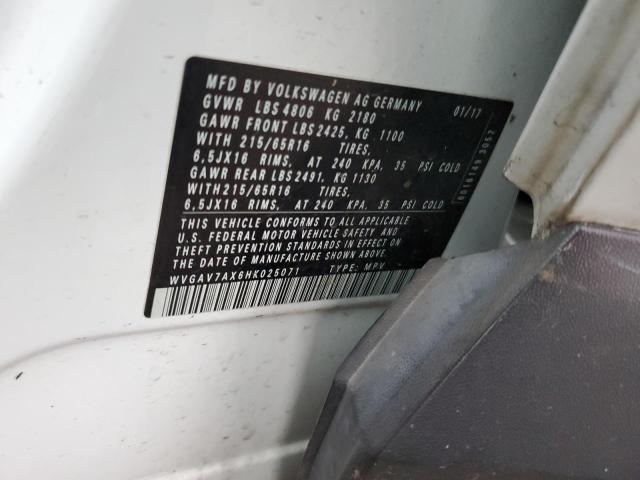 MFD BY VOLKSWAGEN AG GERMANY 01/17
GVWR LBS 4806 KG 2180
GAWR FRONT LBS 2425, KG 1100
WITH 215/65R16 TIRES,
6,5JX16 RIMS, AT 240 KPA, 35 PSI COLD
GAWR REAR LBS 2491, KG 1130
WITH 215/65R16 TIRES,
6,5JX16 RIMS, AT 240 KPA, 35 PSI COLD
THIS VEHICLE CONFORMS TO ALL APPLICABLE
U.S. FEDERAL MOTOR VEHICLE SAFETY AND
THEFT PREVENTION STANDARDS IN EFFECT ON
THE DATE OF MANUFACTURE SHOWN ABOVE.
WVGAV7AX6HK025071 TYPE: MPV